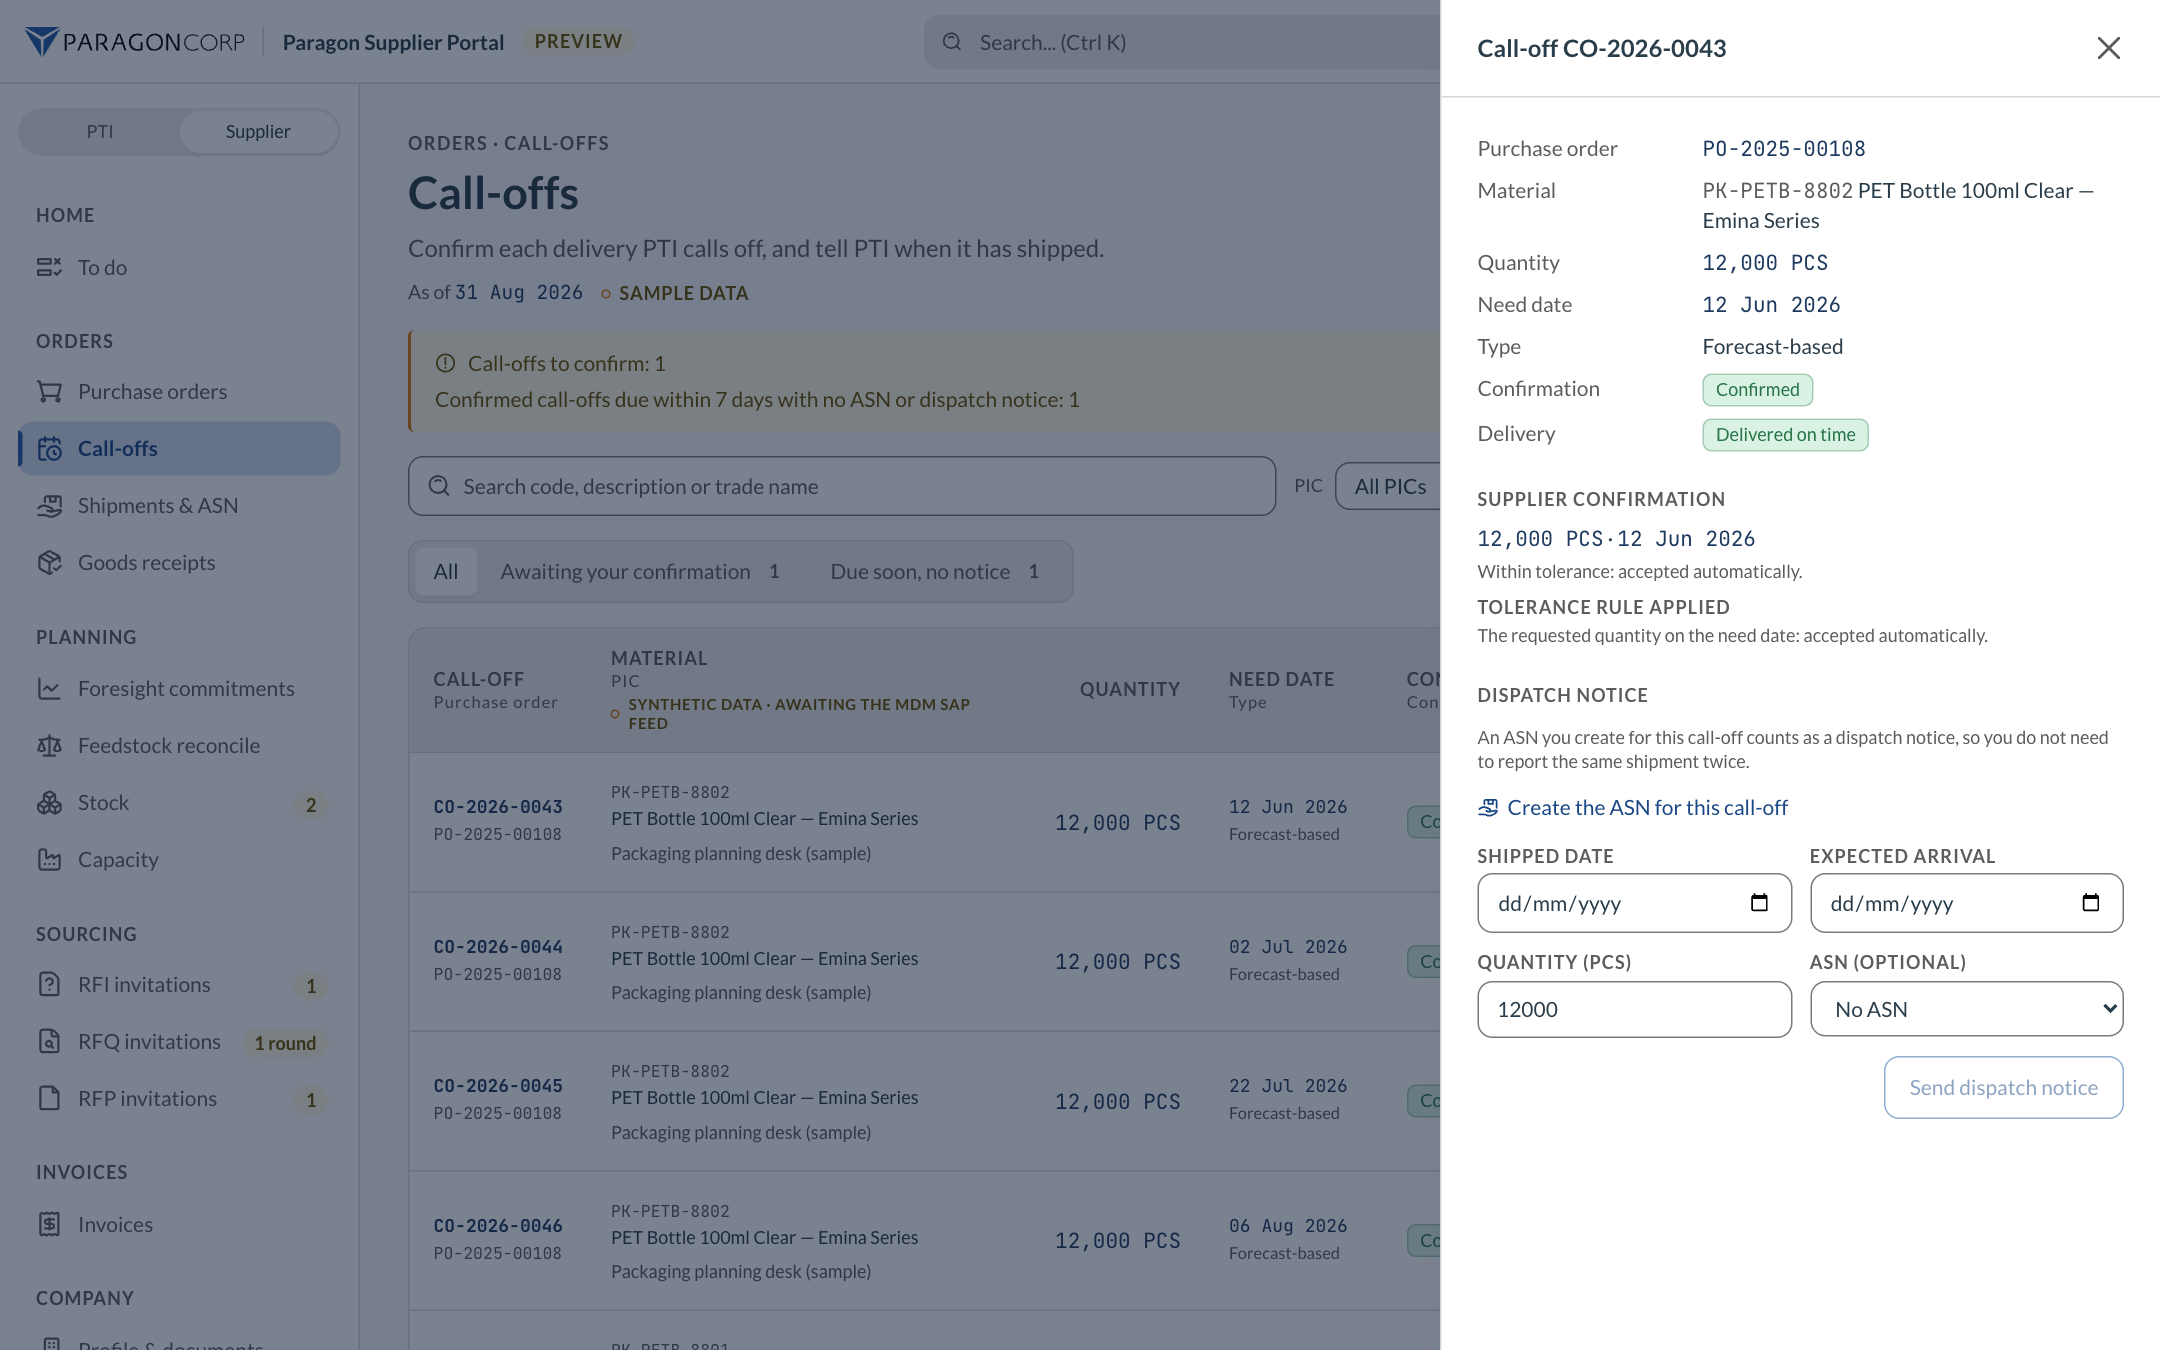 PARAGONCORP
Paragon Supplier Portal
PREVIEW
Search... (Ctrl K)
PTI
Supplier
HOME
To do
ORDERS
Purchase orders
Call-offs
Shipments & ASN
Goods receipts
PLANNING
Foresight commitments
Feedstock reconcile
Stock 2
Capacity
SOURCING
RFI invitations 1
RFQ invitations 1 round
RFP invitations 1
INVOICES
Invoices
COMPANY
Profile & documents
ORDERS · CALL-OFFS
Call-offs
Confirm each delivery PTI calls off, and tell PTI when it has shipped.
As of 31 Aug 2026 SAMPLE DATA
Call-offs to confirm: 1
Confirmed call-offs due within 7 days with no ASN or dispatch notice: 1
Search code, description or trade name
PIC
All PICs
All
Awaiting your confirmation 1
Due soon, no notice 1
CALL-OFF
Purchase order
MATERIAL
PIC
SYNTHETIC DATA · AWAITING THE MDM SAP
FEED
QUANTITY
NEED DATE
Type
CO-2026-0043
PO-2025-00108
PK-PETB-8802
PET Bottle 100ml Clear — Emina Series
Packaging planning desk (sample)
12,000 PCS
12 Jun 2026
Forecast-based
CO-2026-0044
PO-2025-00108
PK-PETB-8802
PET Bottle 100ml Clear — Emina Series
Packaging planning desk (sample)
12,000 PCS
02 Jul 2026
Forecast-based
CO-2026-0045
PO-2025-00108
PK-PETB-8802
PET Bottle 100ml Clear — Emina Series
Packaging planning desk (sample)
12,000 PCS
22 Jul 2026
Forecast-based
CO-2026-0046
PO-2025-00108
PK-PETB-8802
PET Bottle 100ml Clear — Emina Series
Packaging planning desk (sample)
12,000 PCS
06 Aug 2026
Forecast-based
Call-off CO-2026-0043
Purchase order PO-2025-00108
Material PK-PETB-8802 PET Bottle 100ml Clear —
Emina Series
Quantity 12,000 PCS
Need date 12 Jun 2026
Type Forecast-based
Confirmation Confirmed
Delivery Delivered on time
SUPPLIER CONFIRMATION
12,000 PCS·12 Jun 2026
Within tolerance: accepted automatically.
TOLERANCE RULE APPLIED
The requested quantity on the need date: accepted automatically.
DISPATCH NOTICE
An ASN you create for this call-off counts as a dispatch notice, so you do not need
to report the same shipment twice.
Create the ASN for this call-off
SHIPPED DATE
dd/mm/yyyy
EXPECTED ARRIVAL
dd/mm/yyyy
QUANTITY (PCS)
12000
ASN (OPTIONAL)
No ASN
Send dispatch notice